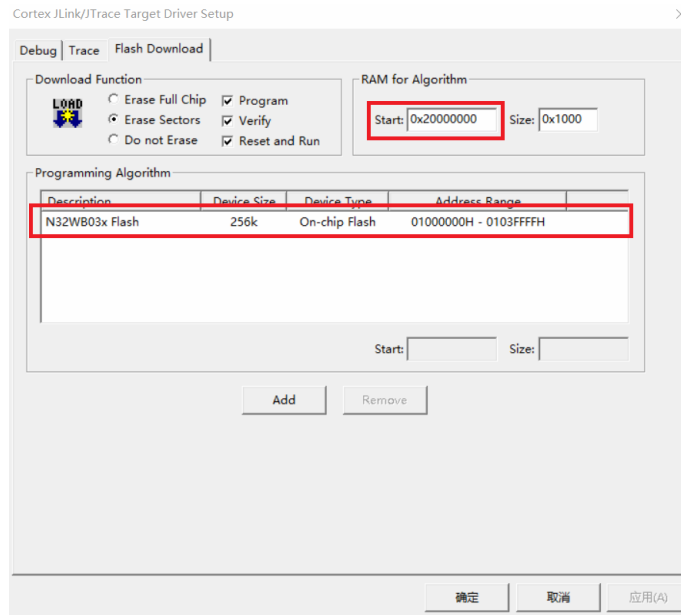 Cortex JLink/JTrace Target Driver Setup
Debug Trace Flash Download
Download Function
LOAD
Erase Full Chip
Erase Sectors
Do not Erase
Program
Verify
Reset and Run
RAM for Algorithm
Start: 0x20000000 Size: 0x1000
Programming Algorithm
Description Device Size Device Type Address Range
N32WB03x Flash 256k On-chip Flash 01000000H - 0103FFFFH
Start: Size:
Add Remove
确定 取消 应用(A)